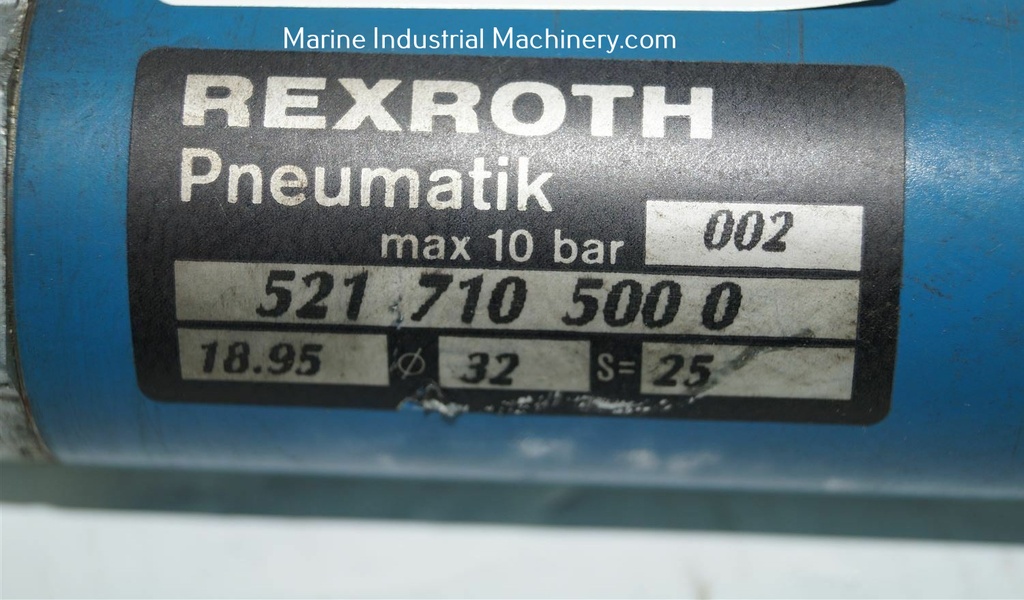 Marine Industrial Machinery.com
REXROTH
Pneumatik
max 10 bar 002
521 710 500 0
18.95 ⌀ 32 S= 25